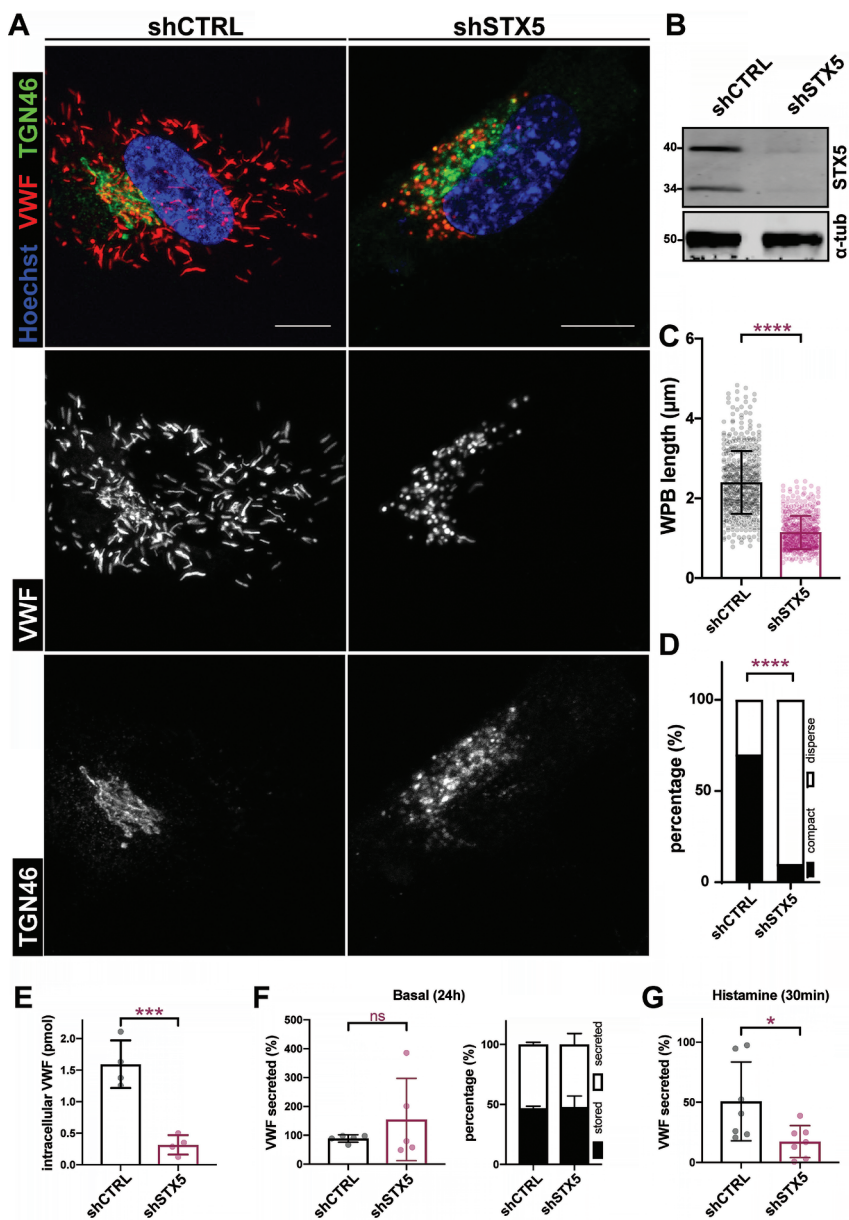 A
shCTRL
shSTX5
Hoechst VWF TGN46
VWF
TGN46
B
shCTRL
shSTX5
40
34
STX5
50
α-tub
C
****
WPB length (µm)
6
4
2
0
shCTRL
shSTX5
D
****
percentage (%)
100
50
0
shCTRL
shSTX5
compact
disperse
E
***
intracellular VWF (pmol)
2.0
1.5
1.0
0.5
0.0
shCTRL
shSTX5
F
Basal (24h)
ns
VWF secreted (%)
500
400
300
200
100
0
shCTRL
shSTX5
percentage (%)
100
50
0
shCTRL
shSTX5
stored
secreted
G
Histamine (30min)
*
VWF secreted (%)
100
50
0
shCTRL
shSTX5